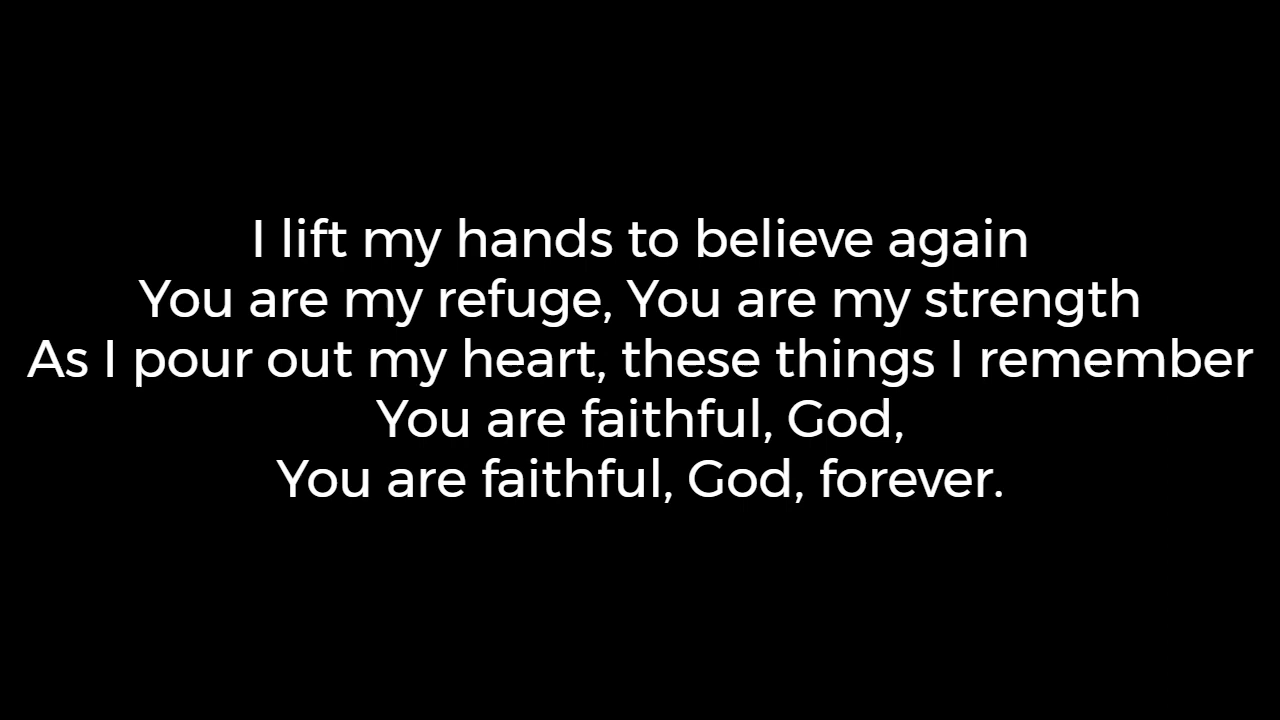 I lift my hands to believe again
You are my refuge, You are my strength
As I pour out my heart, these things I remember
You are faithful, God,
You are faithful, God, forever.